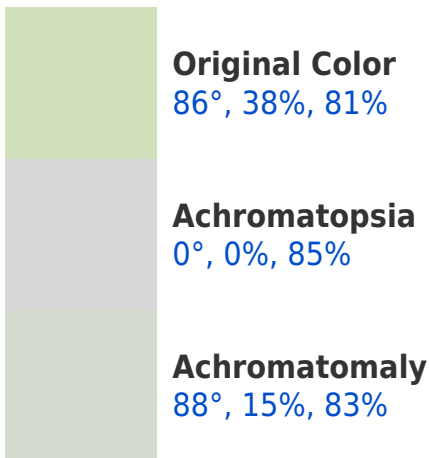 Original Color
86°, 38%, 81%
Achromatopsia
0°, 0%, 85%
Achromatomaly
88°, 15%, 83%